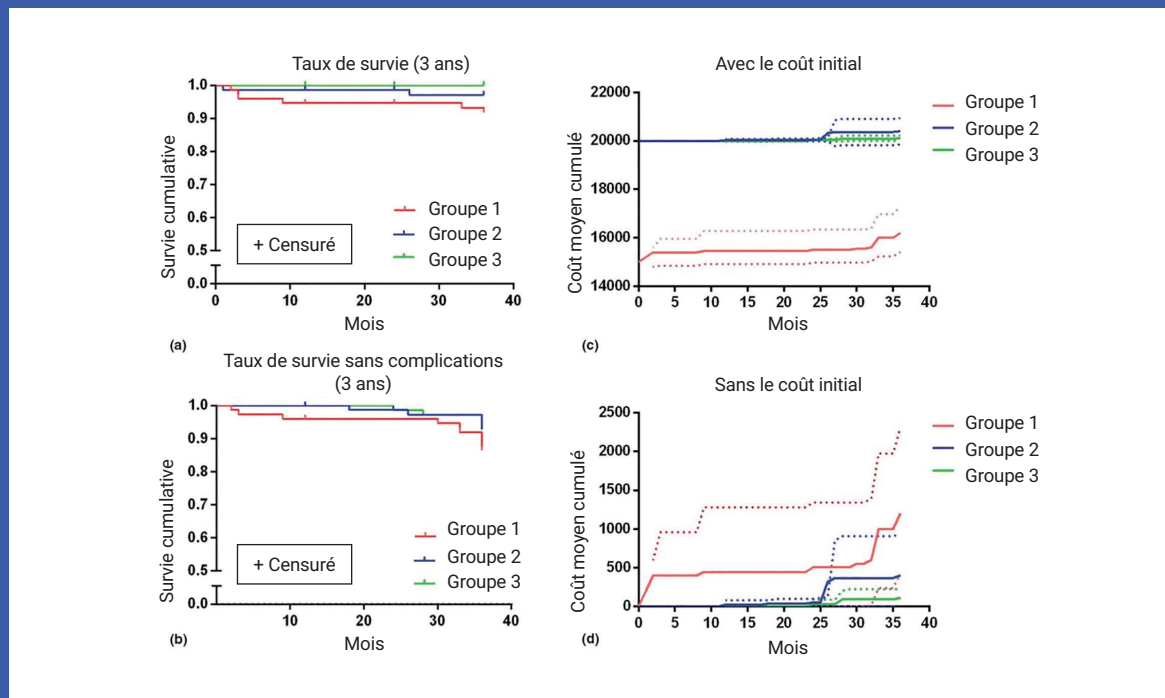 Taux de survie (3 ans)
1.0
0.9
0.8
0.7
0.6
0.5
0.0
Survie cumulative
+ Censuré
Groupe 1
Groupe 2
Groupe 3
0
10
20
30
40
Mois
(a)
Avec le coût initial
22000
20000
18000
16000
14000
Coût moyen cumulé
Groupe 1
Groupe 2
Groupe 3
0
5
10
15
20
25
30
35
40
Mois
(c)
Taux de survie sans complications
(3 ans)
1.0
0.9
0.8
0.7
0.6
0.5
0.0
Survie cumulative
+ Censuré
Groupe 1
Groupe 2
Groupe 3
10
20
30
40
Mois
(b)
Sans le coût initial
2500
2000
1500
1000
500
0
Coût moyen cumulé
Groupe 1
Groupe 2
Groupe 3
0
5
10
15
20
25
30
35
40
Mois
(d)